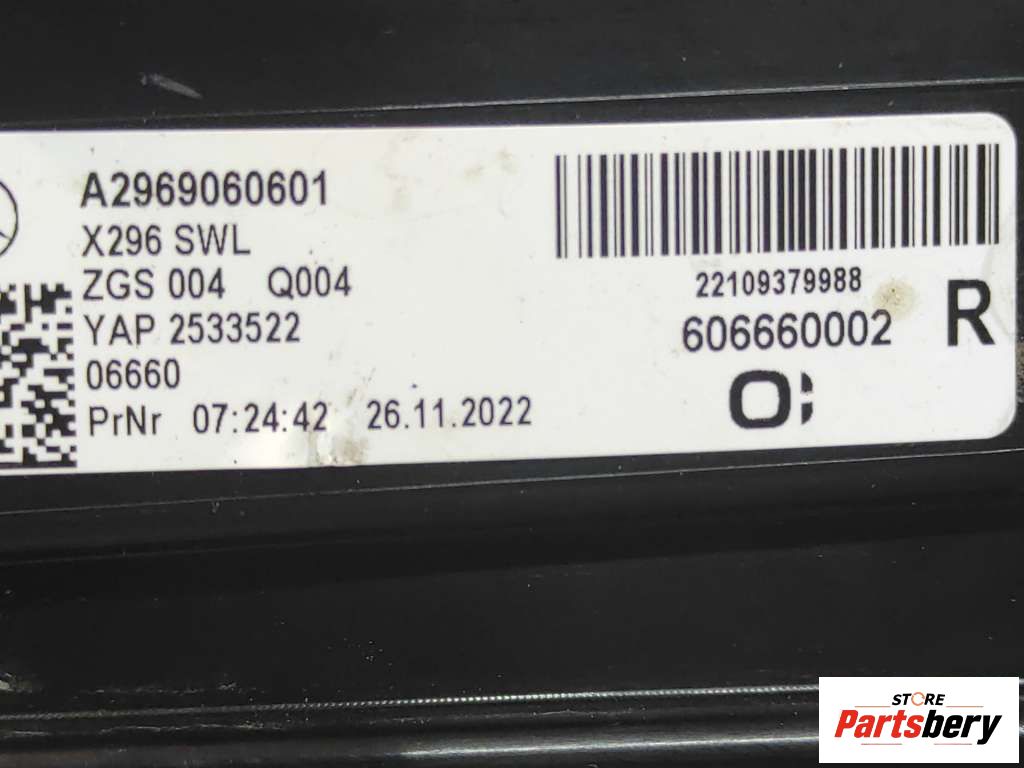 A2969060601
X296 SWL
ZGS 004 Q004
YAP 2533522
06660
PrNr 07:24:42 26.11.2022
22109379988
606660002
R
STORE
Partsbery